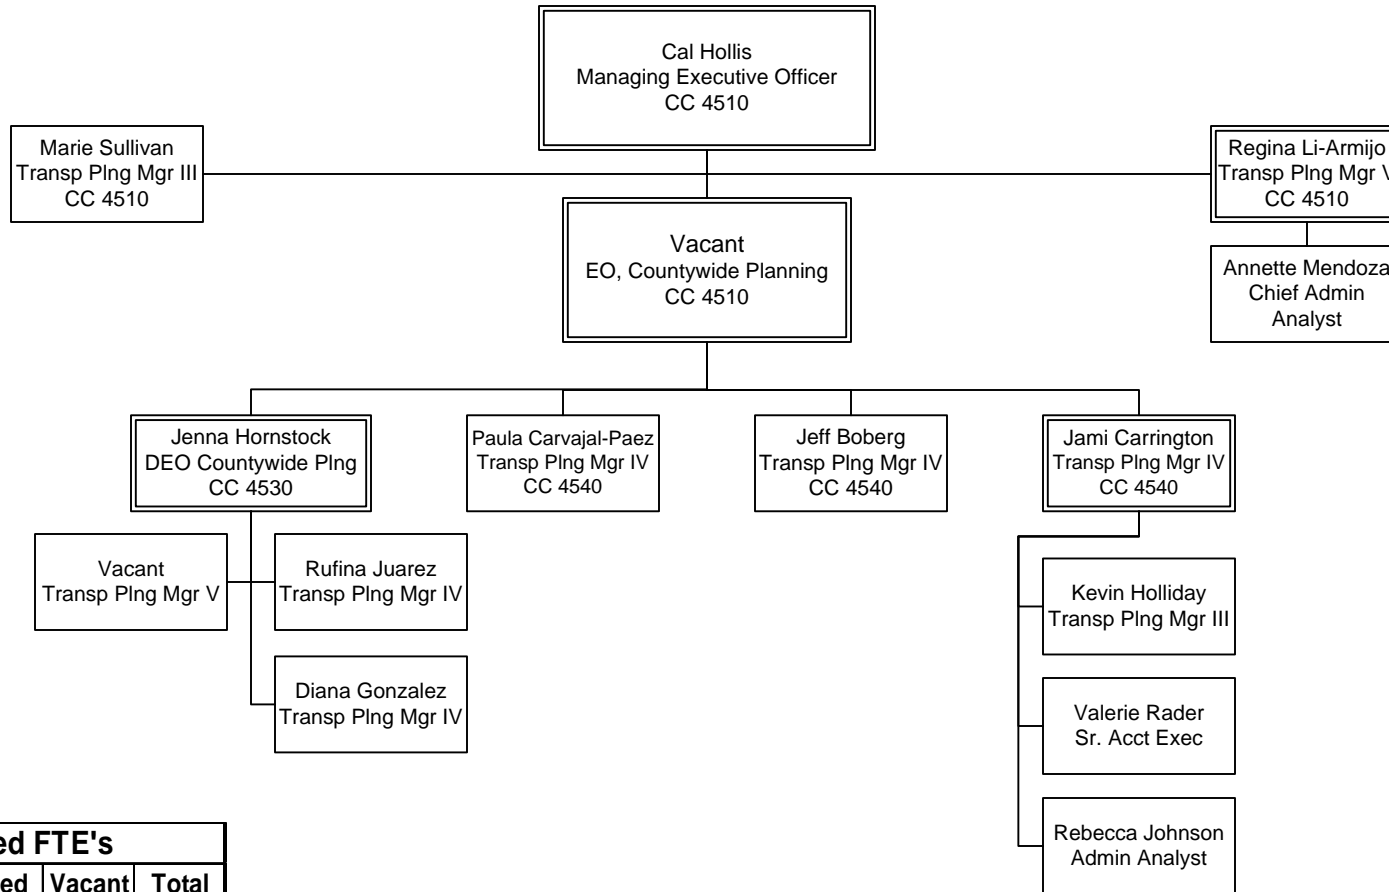 Cal Hollis
Managing Executive Officer
CC 4510
Marie Sullivan
Transp Plng Mgr III
CC 4510
Regina Li-Armijo
Transp Plng Mgr
CC 4510
Vacant
EO, Countywide Planning
CC 4510
Annette Mendoza
Chief Admin
Analyst
Jenna Hornstock
DEO Countywide Plng
CC 4530
Paula Carvajal-Paez
Transp Plng Mgr IV
CC 4540
Jeff Boberg
Transp Plng Mgr IV
CC 4540
Jami Carrington
Transp Plng Mgr IV
CC 4540
Vacant
Transp Plng Mgr V
Rufina Juarez
Transp Plng Mgr IV
Diana Gonzalez
Transp Plng Mgr IV
Kevin Holliday
Transp Plng Mgr III
Valerie Rader
Sr. Acct Exec
Rebecca Johnson
Admin Analyst
FTE's
Vacant Total